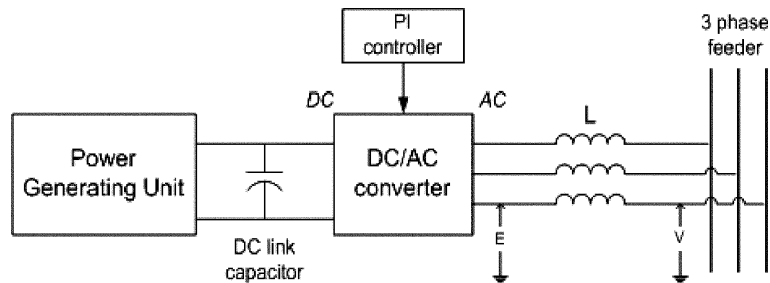 PI
controller
3 phase
feeder
DC
AC
L
Power
Generating Unit
DC/AC
converter
E
V
DC link
capacitor